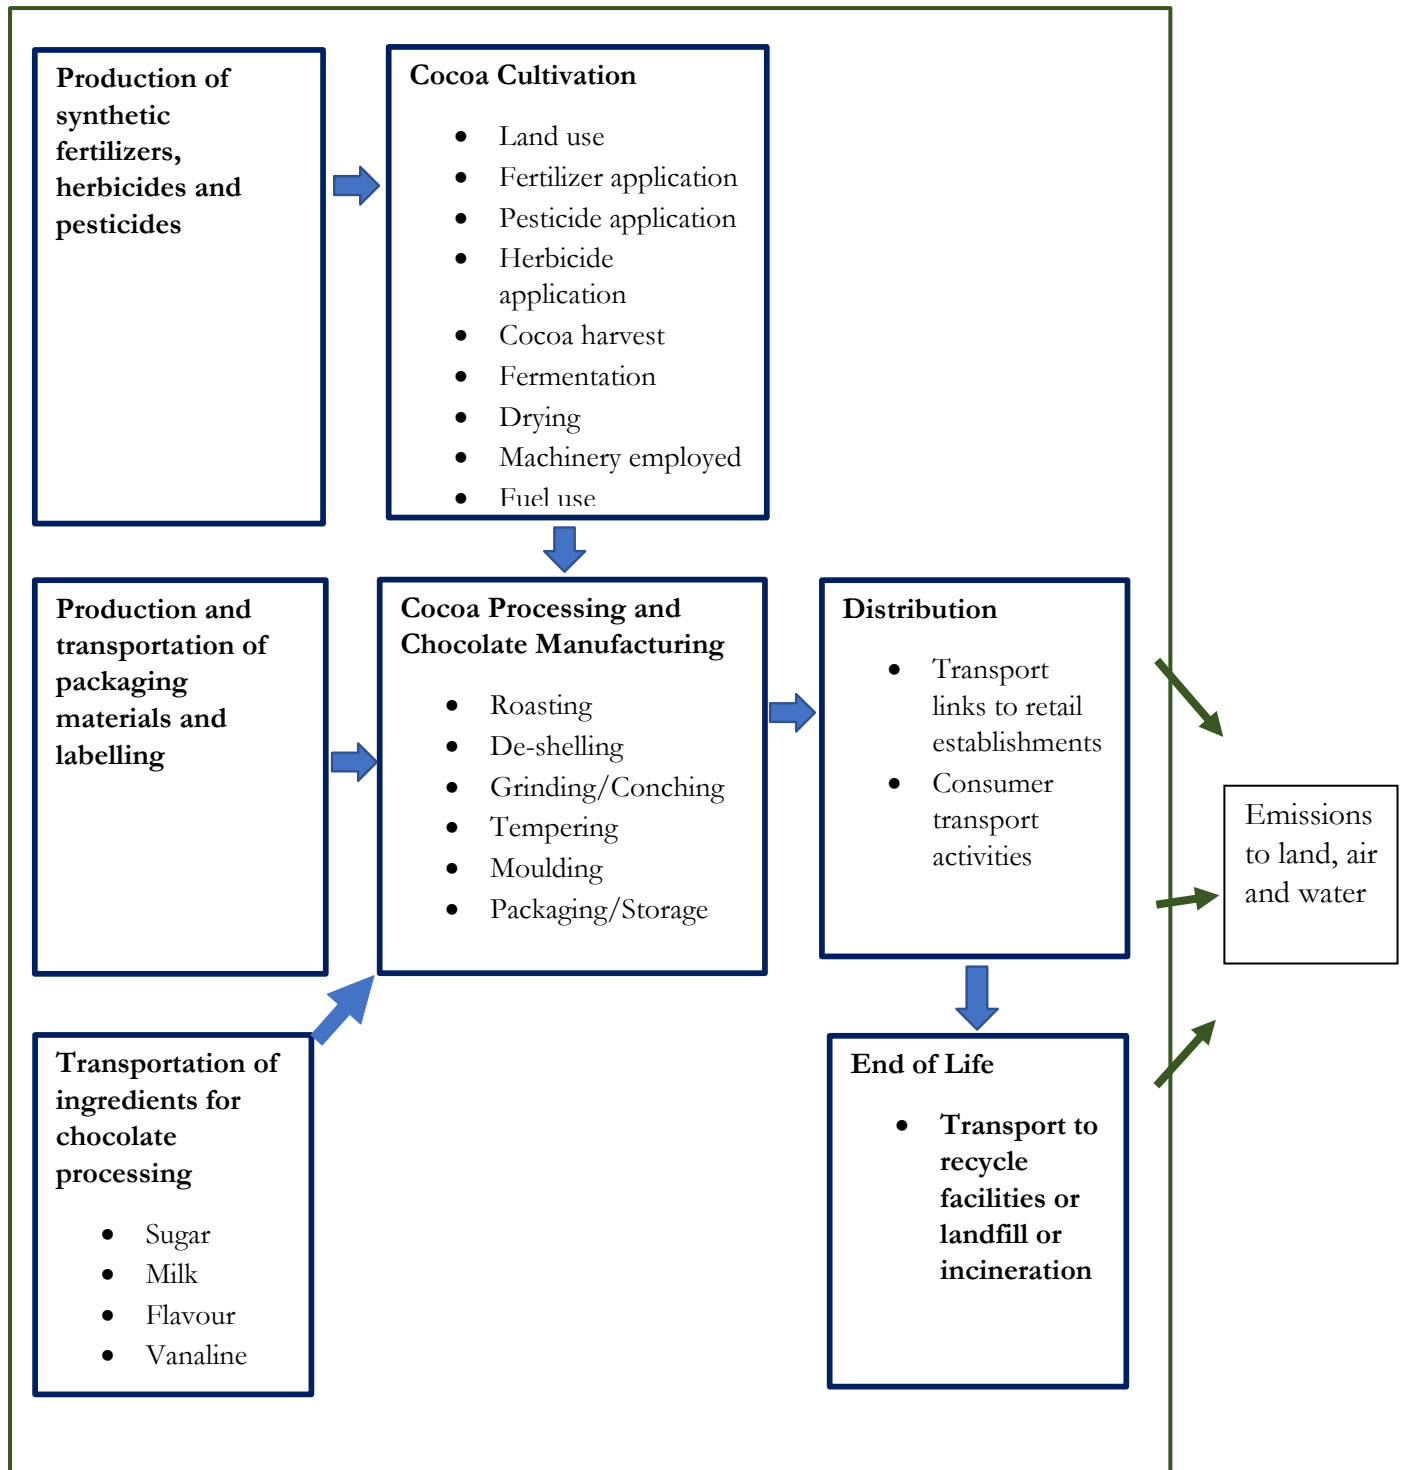 Production of
synthetic
fertilizers,
herbicides and
pesticides
Cocoa Cultivation
• Land use
• Fertilizer application
• Pesticide application
• Herbicide
application
• Cocoa harvest
• Fermentation
• Drying
• Machinery employed
• Fuel use
Production and
transportation of
packaging
materials and
labelling
Cocoa Processing and
Chocolate Manufacturing
• Roasting
• De-shelling
• Grinding/Conching
• Tempering
• Moulding
• Packaging/Storage
Distribution
• Transport
links to retail
establishments
• Consumer
transport
activities
Emissions
to land, air
and water
Transportation of
ingredients for
chocolate
processing
• Sugar
• Milk
• Flavour
• Vanaline
End of Life
• Transport to
recycle
facilities or
landfill or
incineration